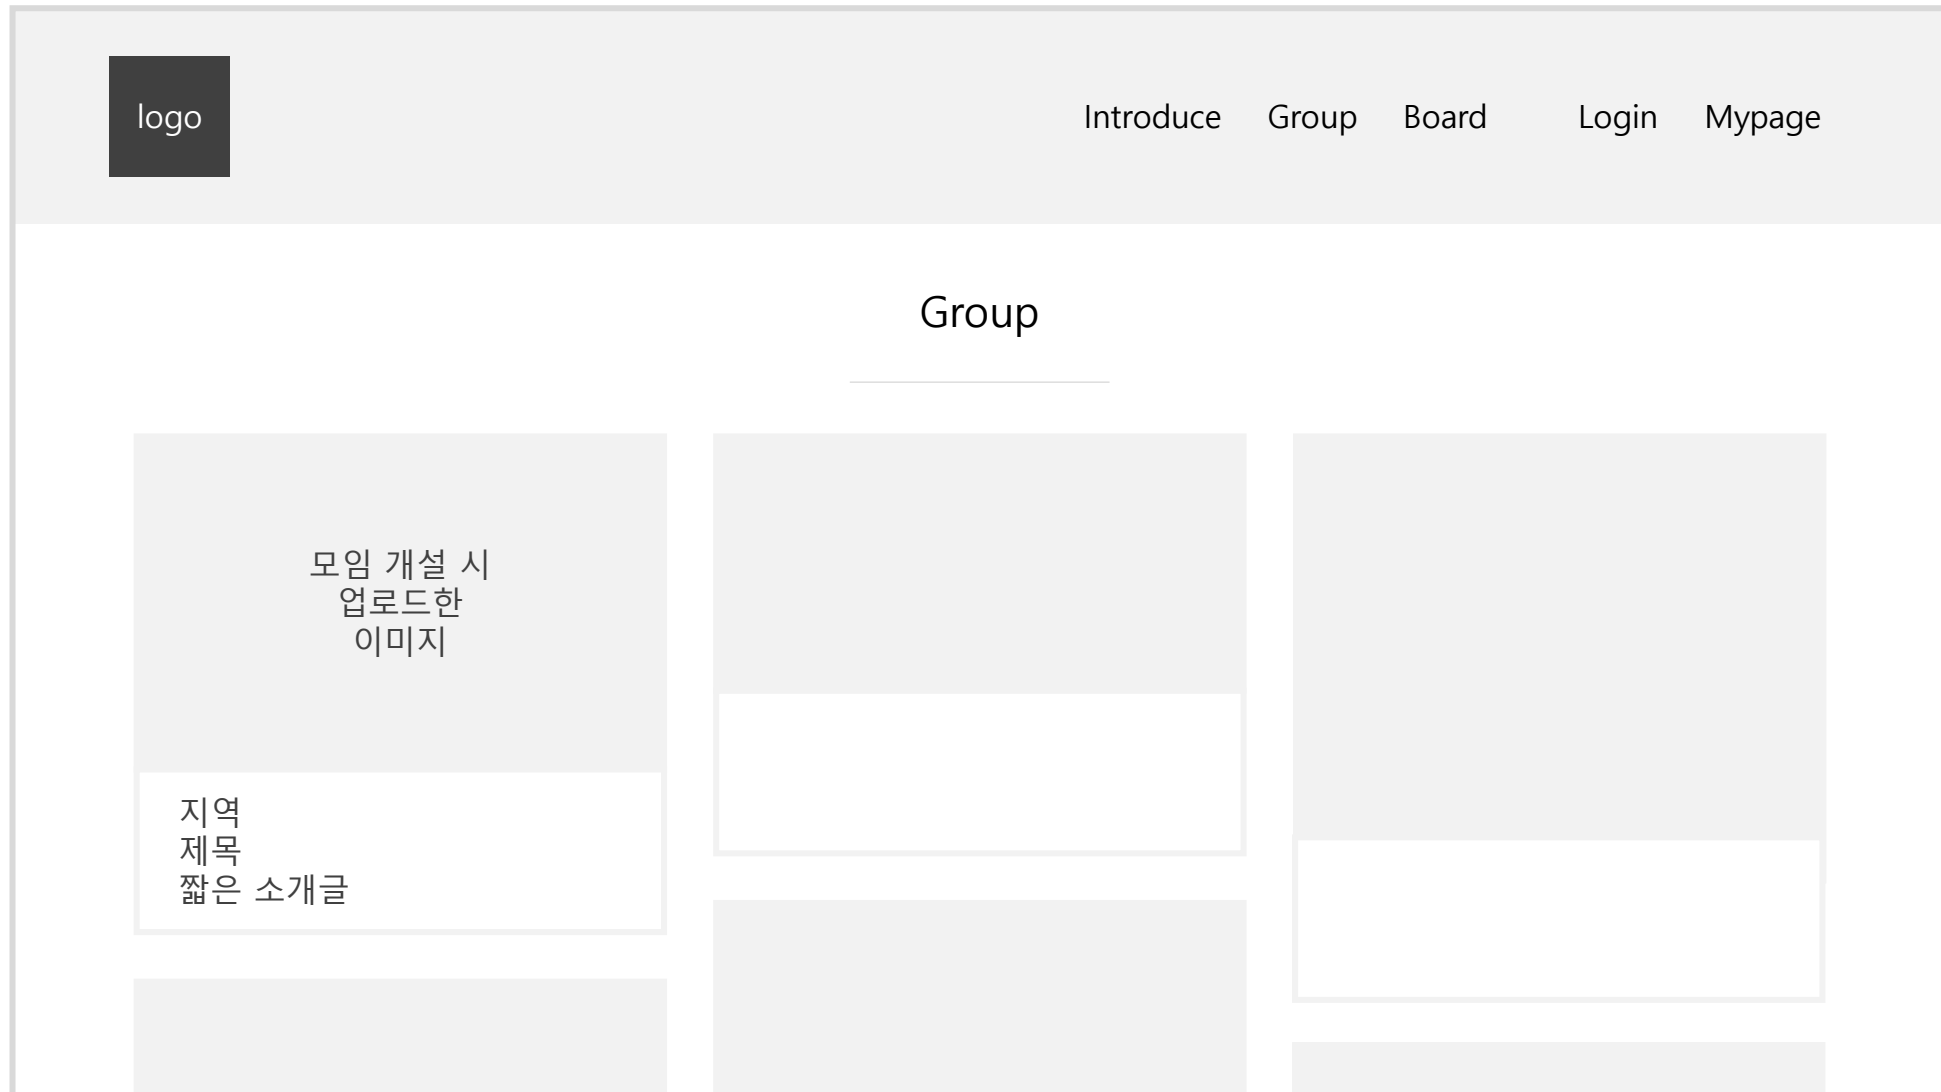 logo
Introduce Group Board Login Mypage
Group
모임 개설 시
업로드한
이미지
지역
제목
짧은 소개글